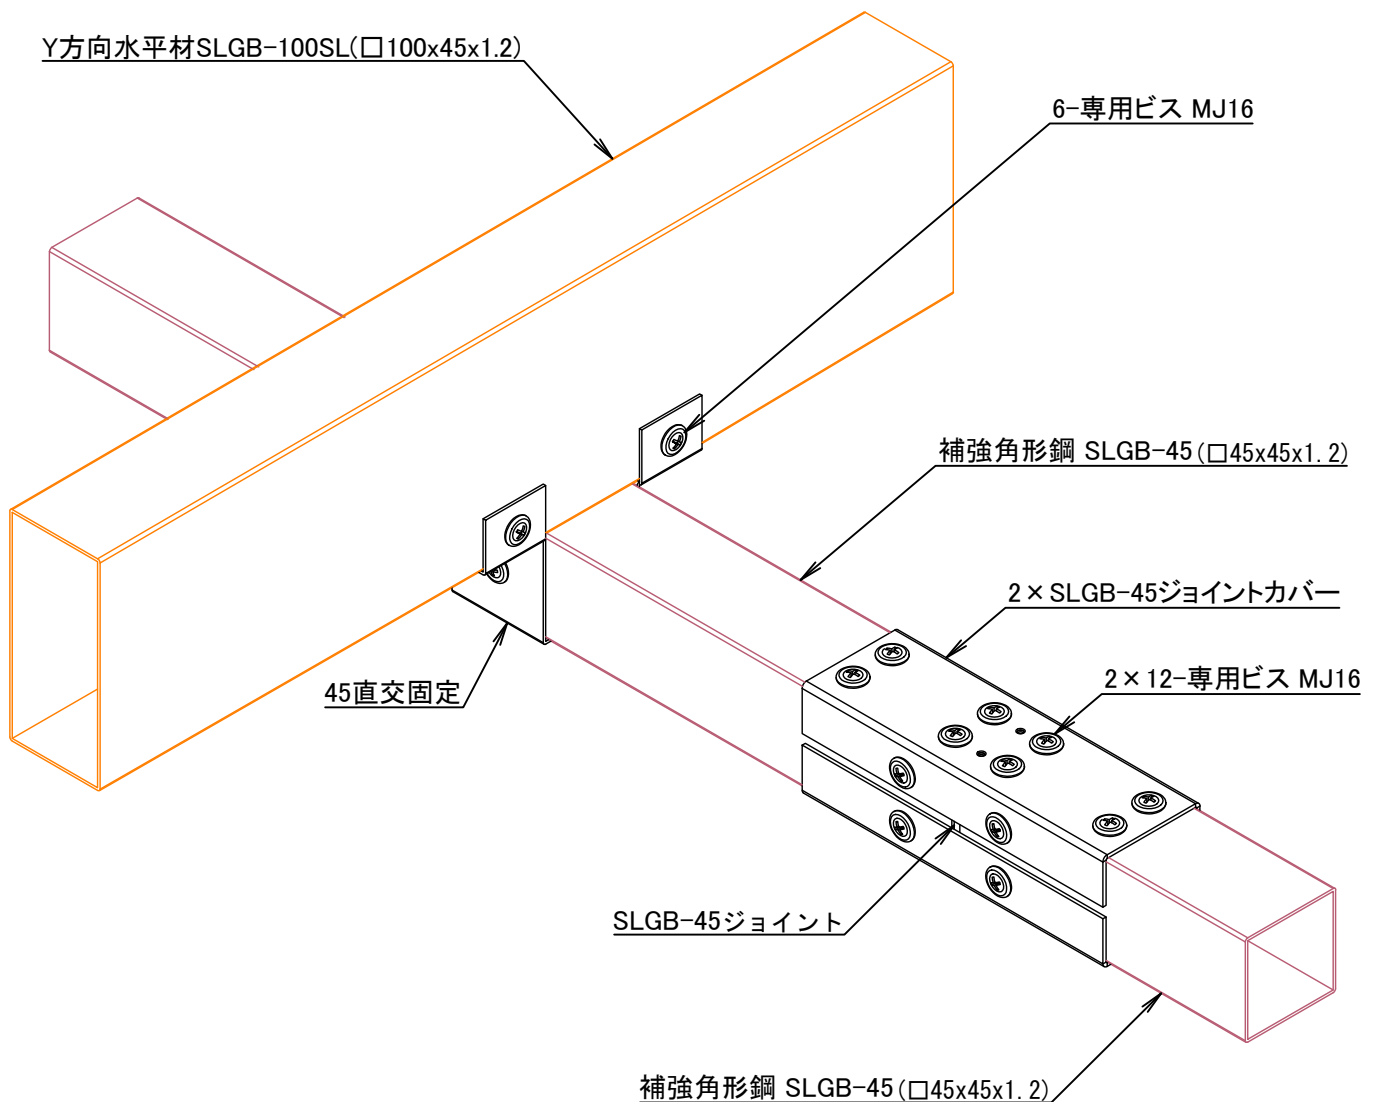 Y方向水平材SLGB-100SL(□100x45x1.2)
6-専用ビス MJ16
補強角形鋼 SLGB-45(□45x45x1.2)
2×SLGB-45ジョイントカバー
2×12-専用ビス MJ16
45直交固定
SLGB-45ジョイント
補強角形鋼 SLGB-45(□45x45x1.2)